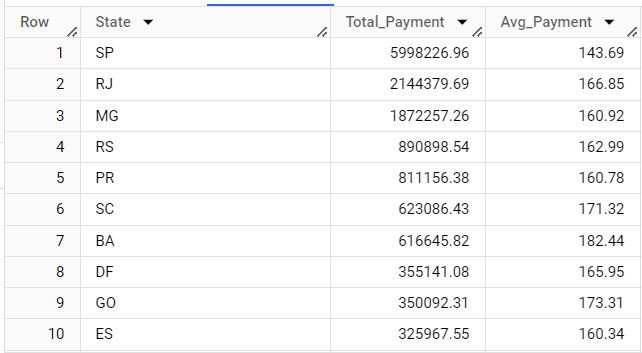 Row State Total_Payment Avg_Payment
1 SP 5998226.96 143.69
2 RJ 2144379.69 166.85
3 MG 1872257.26 160.92
4 RS 890898.54 162.99
5 PR 811156.38 160.78
6 SC 623086.43 171.32
7 BA 616645.82 182.44
8 DF 355141.08 165.95
9 GO 350092.31 173.31
10 ES 325967.55 160.34